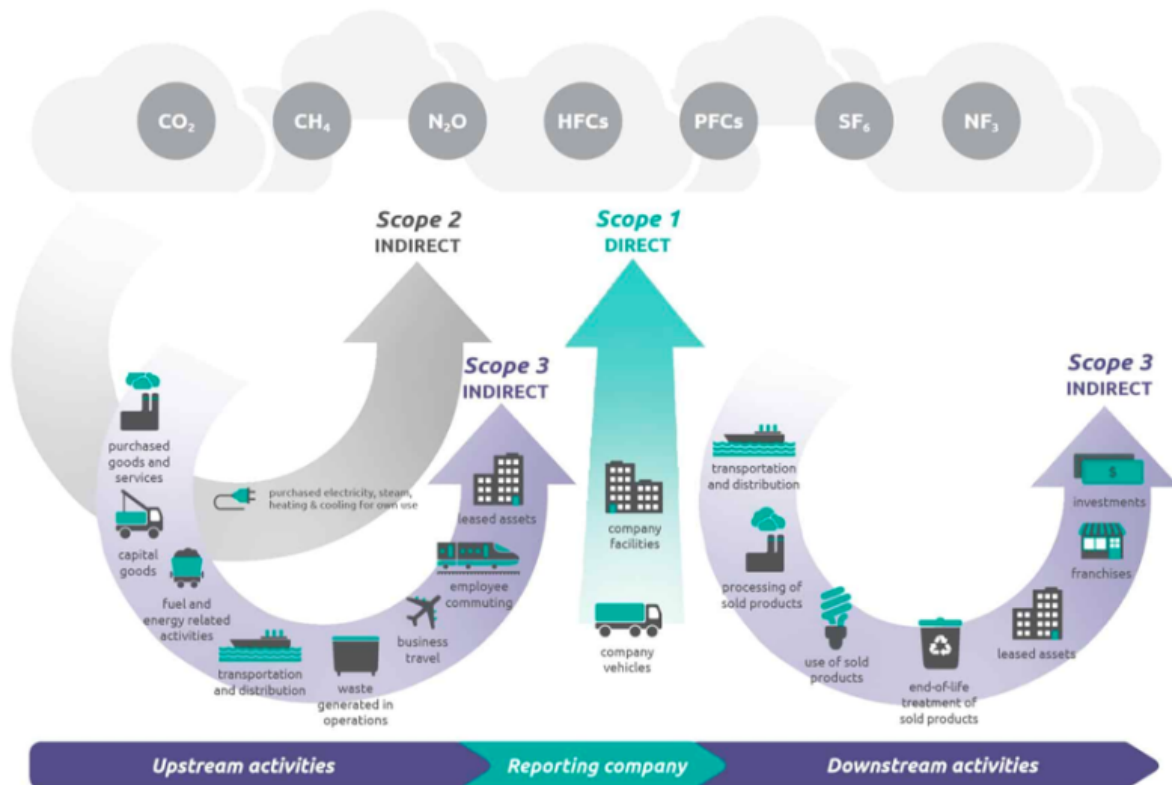 CO₂
CH₄
N₂O
HFCs
PFCs
SF₆
NF₃
Scope 2
INDIRECT
Scope 1
DIRECT
Scope 3
INDIRECT
Scope 3
INDIRECT
purchased
goods and
services
capital
goods
fuel and
energy related
activities
transportation
and distribution
waste
generated in
operations
business
travel
employee
commuting
leased assets
purchased electricity, steam,
heating & cooling for own use
company
facilities
company
vehicles
transportation
and distribution
processing of
sold products
use of sold
products
end-of-life
treatment of
sold products
leased assets
franchises
$
investments
Upstream activities
Reporting company
Downstream activities